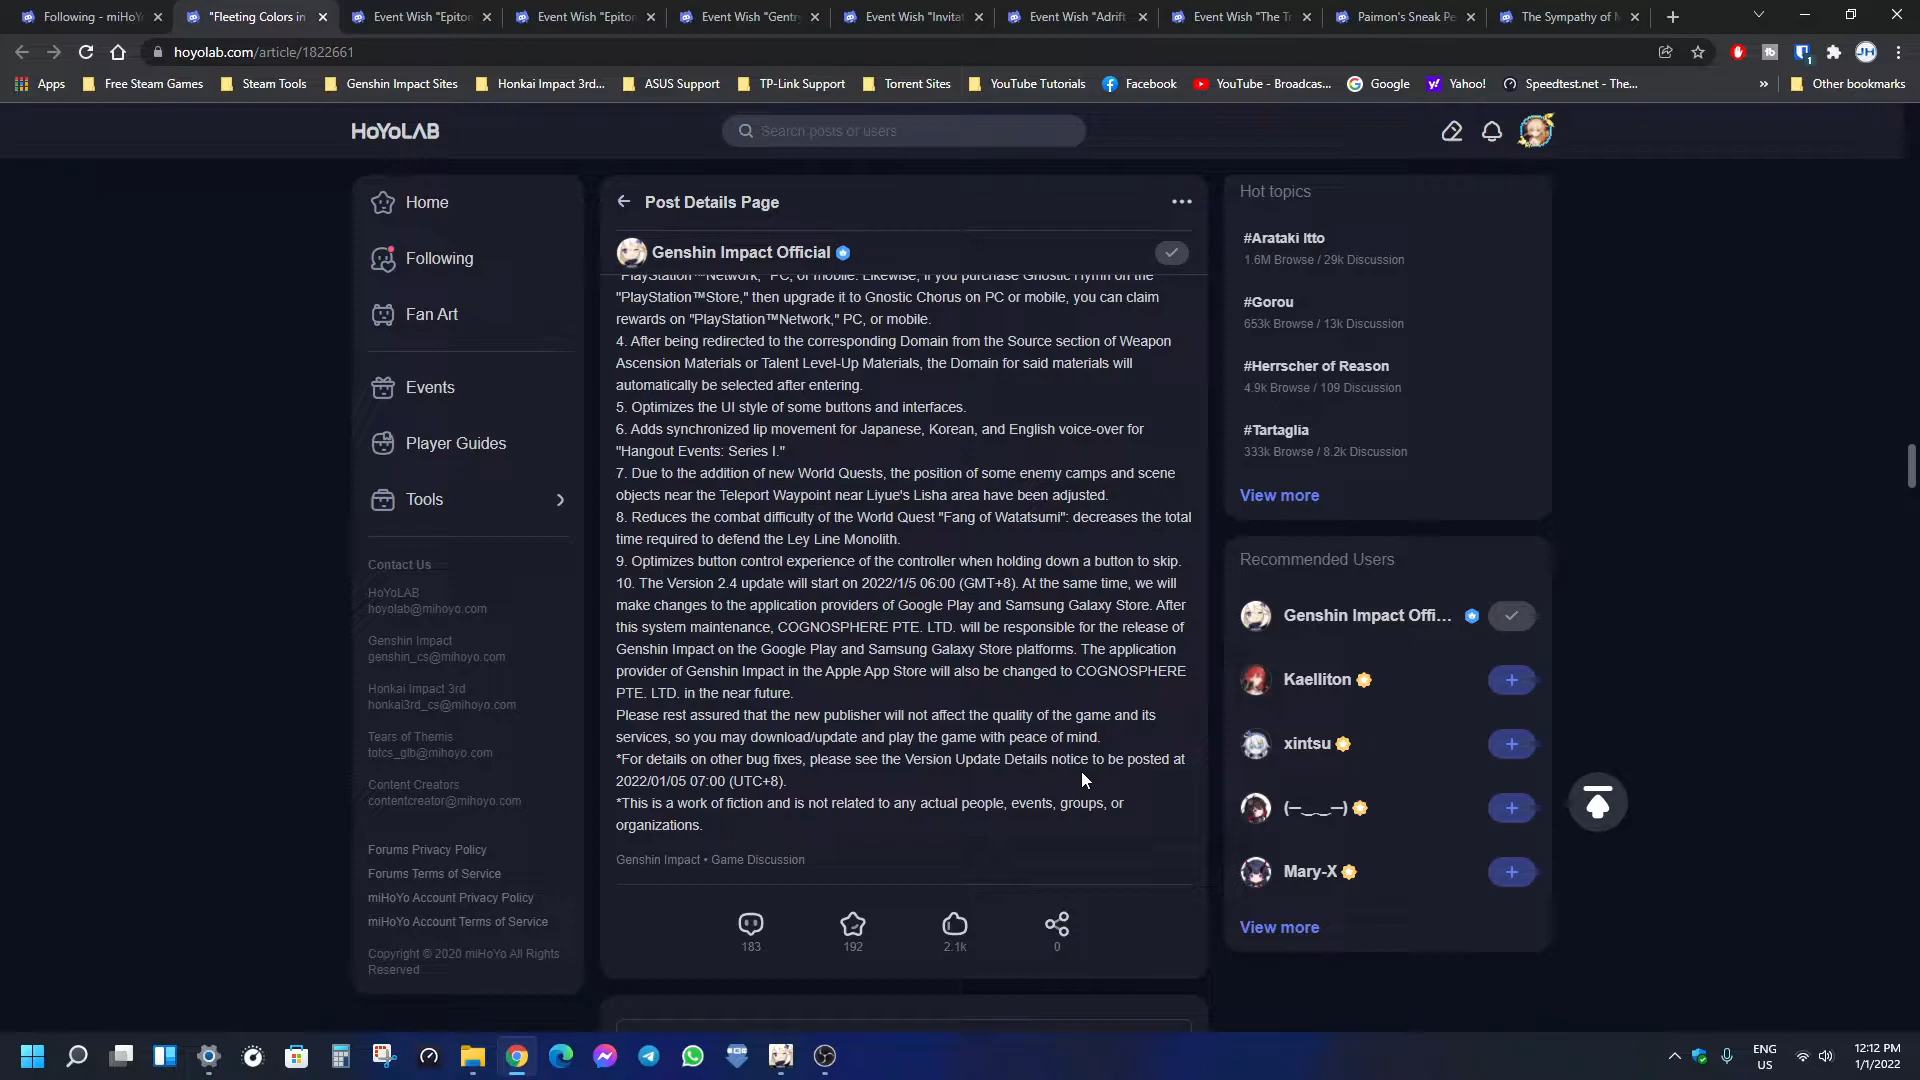 Following - miHoY
"Fleeting Colors in
Event Wish "Epiton
Event Wish "Epiton
Event Wish "Gentry
Event Wish "Invitat
Event Wish "Adrift
Event Wish "The Tr
Paimon's Sneak Pe
The Sympathy of M
hoyolab.com/article/1822661
Apps
Free Steam Games
Steam Tools
Genshin Impact Sites
Honkai Impact 3rd...
ASUS Support
TP-Link Support
Torrent Sites
YouTube Tutorials
Facebook
YouTube - Broadcas...
Google
Yahoo!
Speedtest.net - The...
»
Other bookmarks
HoYoLAB
Search posts or users
Home
Following
Fan Art
Events
Player Guides
Tools
Contact Us
HoYoLAB
hoyolab@mihoyo.com
Genshin Impact
genshin_cs@mihoyo.com
Honkai Impact 3rd
honkai3rd_cs@mihoyo.com
Tears of Themis
totcs_glb@mihoyo.com
Content Creators
contentcreator@mihoyo.com
Forums Privacy Policy
Forums Terms of Service
miHoYo Account Privacy Policy
miHoYo Account Terms of Service
Copyright © 2020 miHoYo All Rights
Reserved
Post Details Page
Genshin Impact Official
"PlayStation™Network," PC, or mobile. Likewise, if you purchase Gnostic Hymn on the
"PlayStation™Store," then upgrade it to Gnostic Chorus on PC or mobile, you can claim
rewards on "PlayStation™Network," PC, or mobile.
4. After being redirected to the corresponding Domain from the Source section of Weapon
Ascension Materials or Talent Level-Up Materials, the Domain for said materials will
automatically be selected after entering.
5. Optimizes the UI style of some buttons and interfaces.
6. Adds synchronized lip movement for Japanese, Korean, and English voice-over for
"Hangout Events: Series I."
7. Due to the addition of new World Quests, the position of some enemy camps and scene
objects near the Teleport Waypoint near Liyue's Lisha area have been adjusted.
8. Reduces the combat difficulty of the World Quest "Fang of Watatsumi": decreases the total
time required to defend the Ley Line Monolith.
9. Optimizes button control experience of the controller when holding down a button to skip.
10. The Version 2.4 update will start on 2022/1/5 06:00 (GMT+8). At the same time, we will
make changes to the application providers of Google Play and Samsung Galaxy Store. After
this system maintenance, COGNOSPHERE PTE. LTD. will be responsible for the release of
Genshin Impact on the Google Play and Samsung Galaxy Store platforms. The application
provider of Genshin Impact in the Apple App Store will also be changed to COGNOSPHERE
PTE. LTD. in the near future.
Please rest assured that the new publisher will not affect the quality of the game and its
services, so you may download/update and play the game with peace of mind.
*For details on other bug fixes, please see the Version Update Details notice to be posted at
2022/01/05 07:00 (UTC+8).
*This is a work of fiction and is not related to any actual people, events, groups, or
organizations.
Genshin Impact • Game Discussion
183
192
2.1k
0
Hot topics
#Arataki Itto
1.6M Browse / 29k Discussion
#Gorou
653k Browse / 13k Discussion
#Herrscher of Reason
4.9k Browse / 109 Discussion
#Tartaglia
333k Browse / 8.2k Discussion
View more
Recommended Users
Genshin Impact Offi...
Kaelliton
xintsu
Mary-X
View more
ENG
US
12:12 PM
1/1/2022